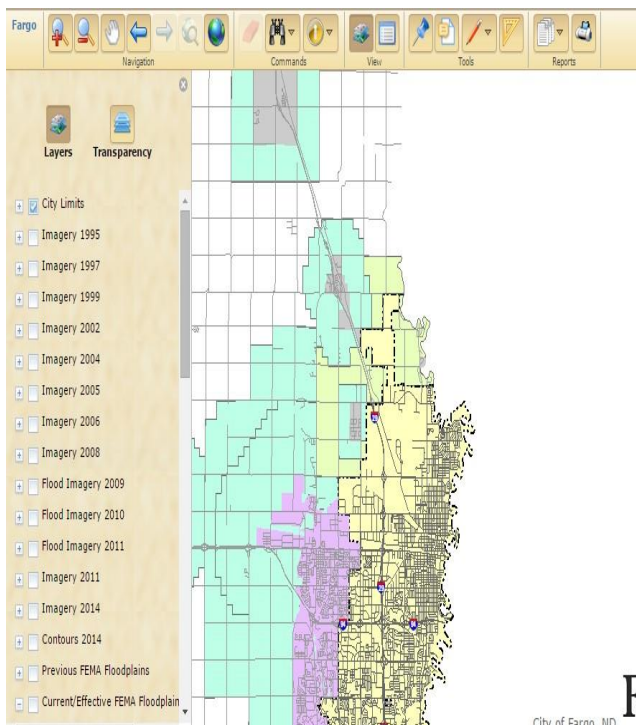 Fargo
Navigation
Commands
View
Tools
Reports
Layers
Transparency
City Limits
Imagery 1995
Imagery 1997
Imagery 1999
Imagery 2002
Imagery 2004
Imagery 2005
Imagery 2006
Imagery 2008
Flood Imagery 2009
Flood Imagery 2010
Flood Imagery 2011
Imagery 2011
Imagery 2014
Contours 2014
Previous FEMA Floodplains
Current/Effective FEMA Floodplain
City of Fargo, ND
F